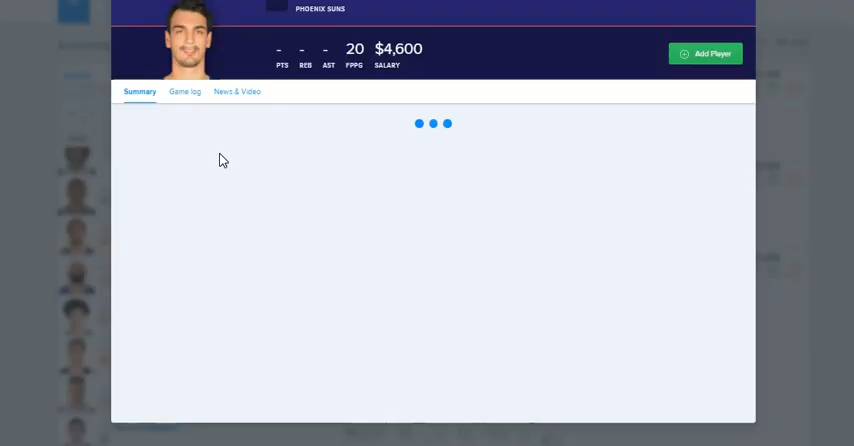 PHOENIX SUNS
- - - 20 $4,600
PTS REB AST FPPG SALARY
Add Player
Summary Game log News & Video